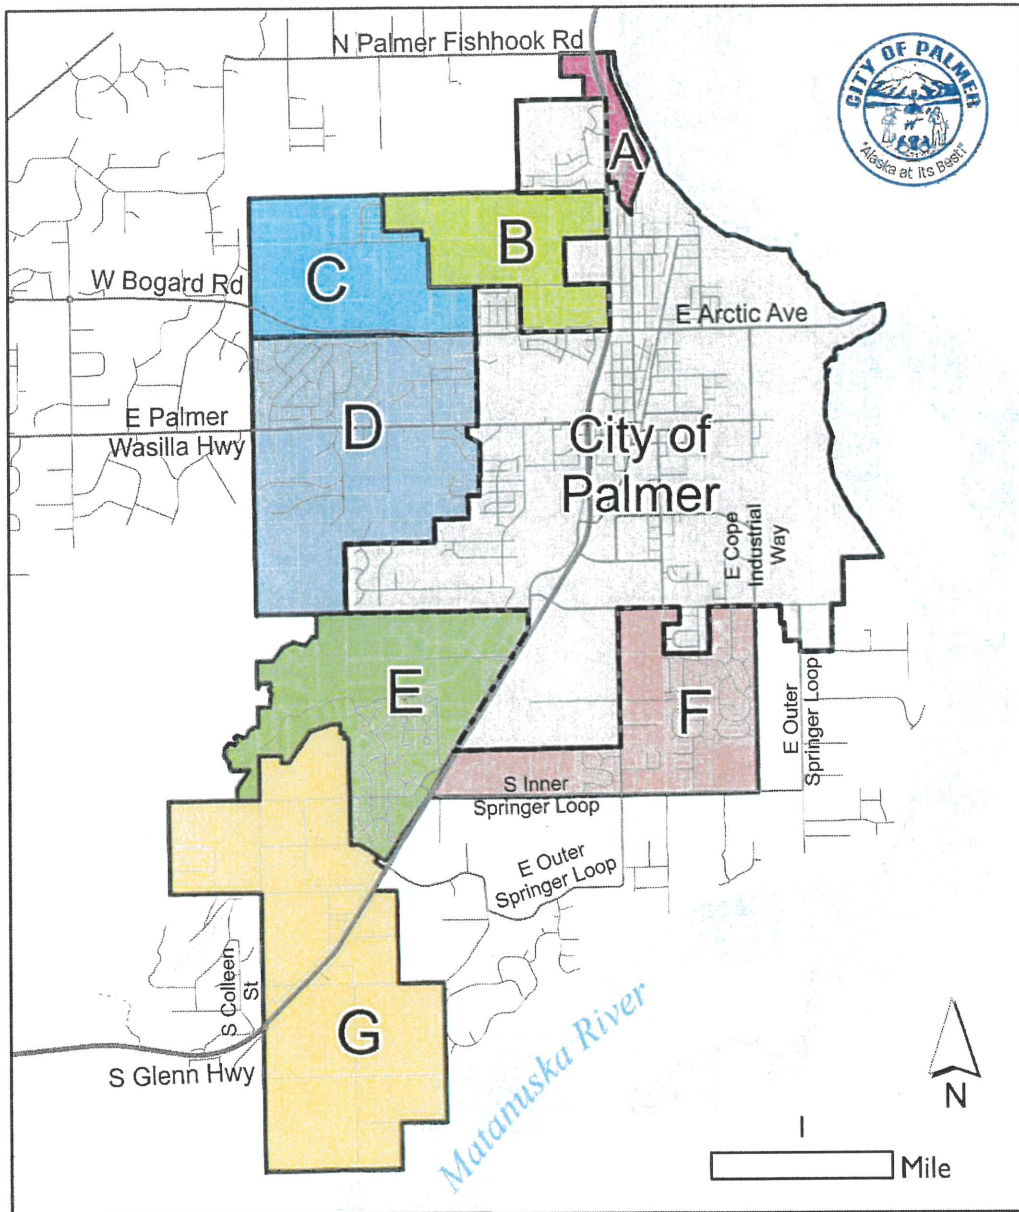 N Palmer Fishhook Rd
CITY OF PALMER
"Alaska at its Best!"
A
B
C
W Bogard Rd
E Arctic Ave
E Palmer
Wasilla Hwy
D
City of
Palmer
E Cope
Industrial
Way
E
F
E Outer
Springer Loop
S Inner
Springer Loop
E Outer
Springer Loop
S Colleen
St
G
S Glenn Hwy
Matanuska River
N
1
Mile